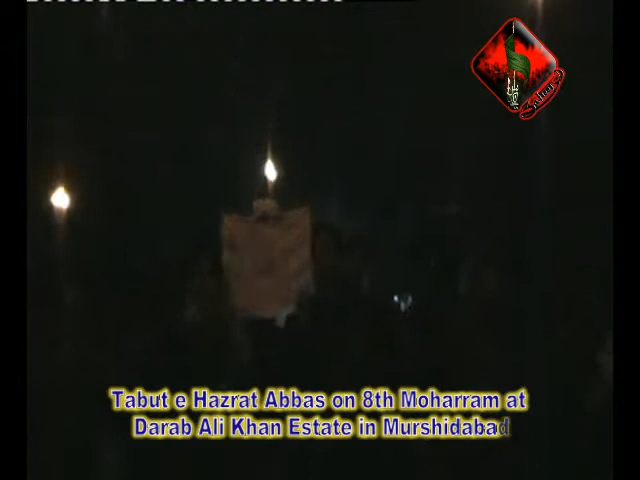 Tabut e Hazrat Abbas on 8th Moharram at
Darab Ali Khan Estate in Murshidabad